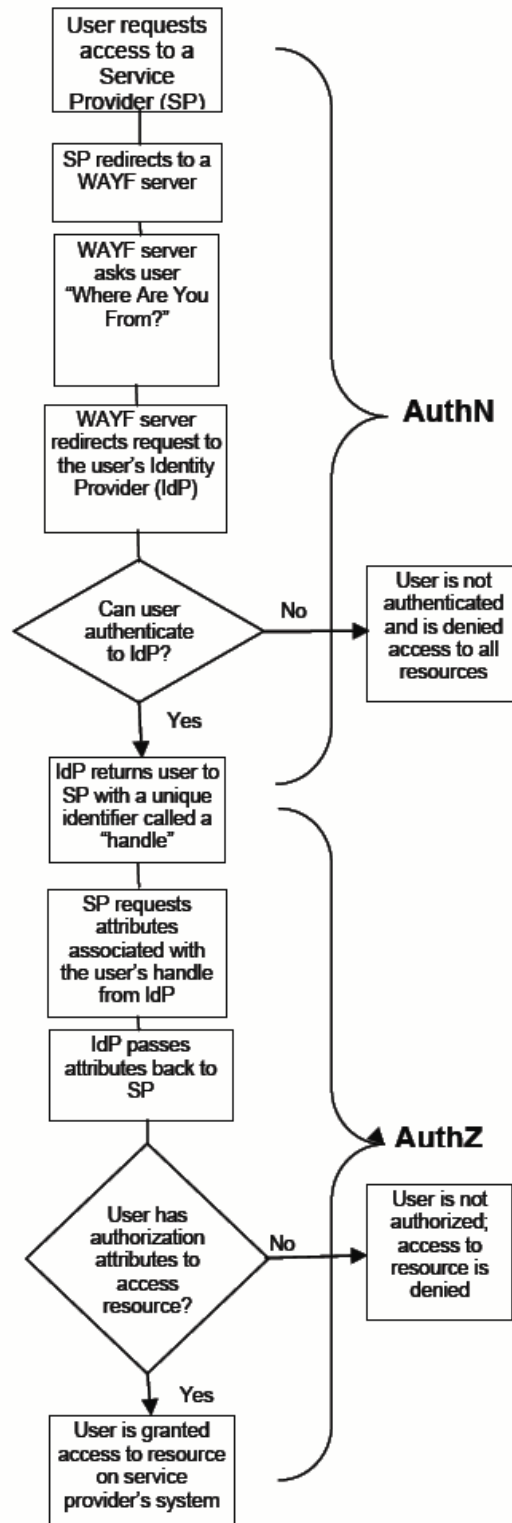 User requests
access to a
Service
Provider (SP)
SP redirects to a
WAYF server
WAYF server
asks user
“Where Are You
From?”
WAYF server
redirects request to
the user’s Identity
Provider (IdP)
AuthN
Can user
authenticate
to IdP?
No
User is not
authenticated
and is denied
access to all
resources
Yes
IdP returns user to
SP with a unique
identifier called a
“handle”
SP requests
attributes
associated with
the user’s handle
from IdP
IdP passes
attributes back to
SP
AuthZ
User has
authorization
attributes to
access
resource?
No
User is not
authorized;
access to
resource is
denied
Yes
User is granted
access to resource
on service
provider’s system